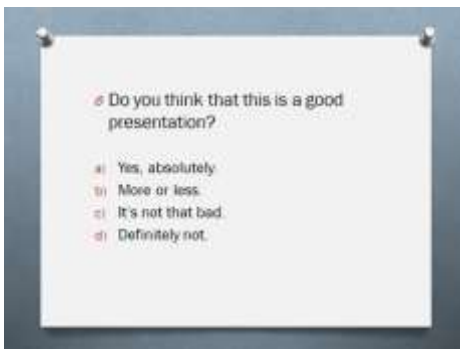 Do you think that this is a good
presentation?
a) Yes, absolutely.
b) More or less.
c) It's not that bad.
d) Definitely not.